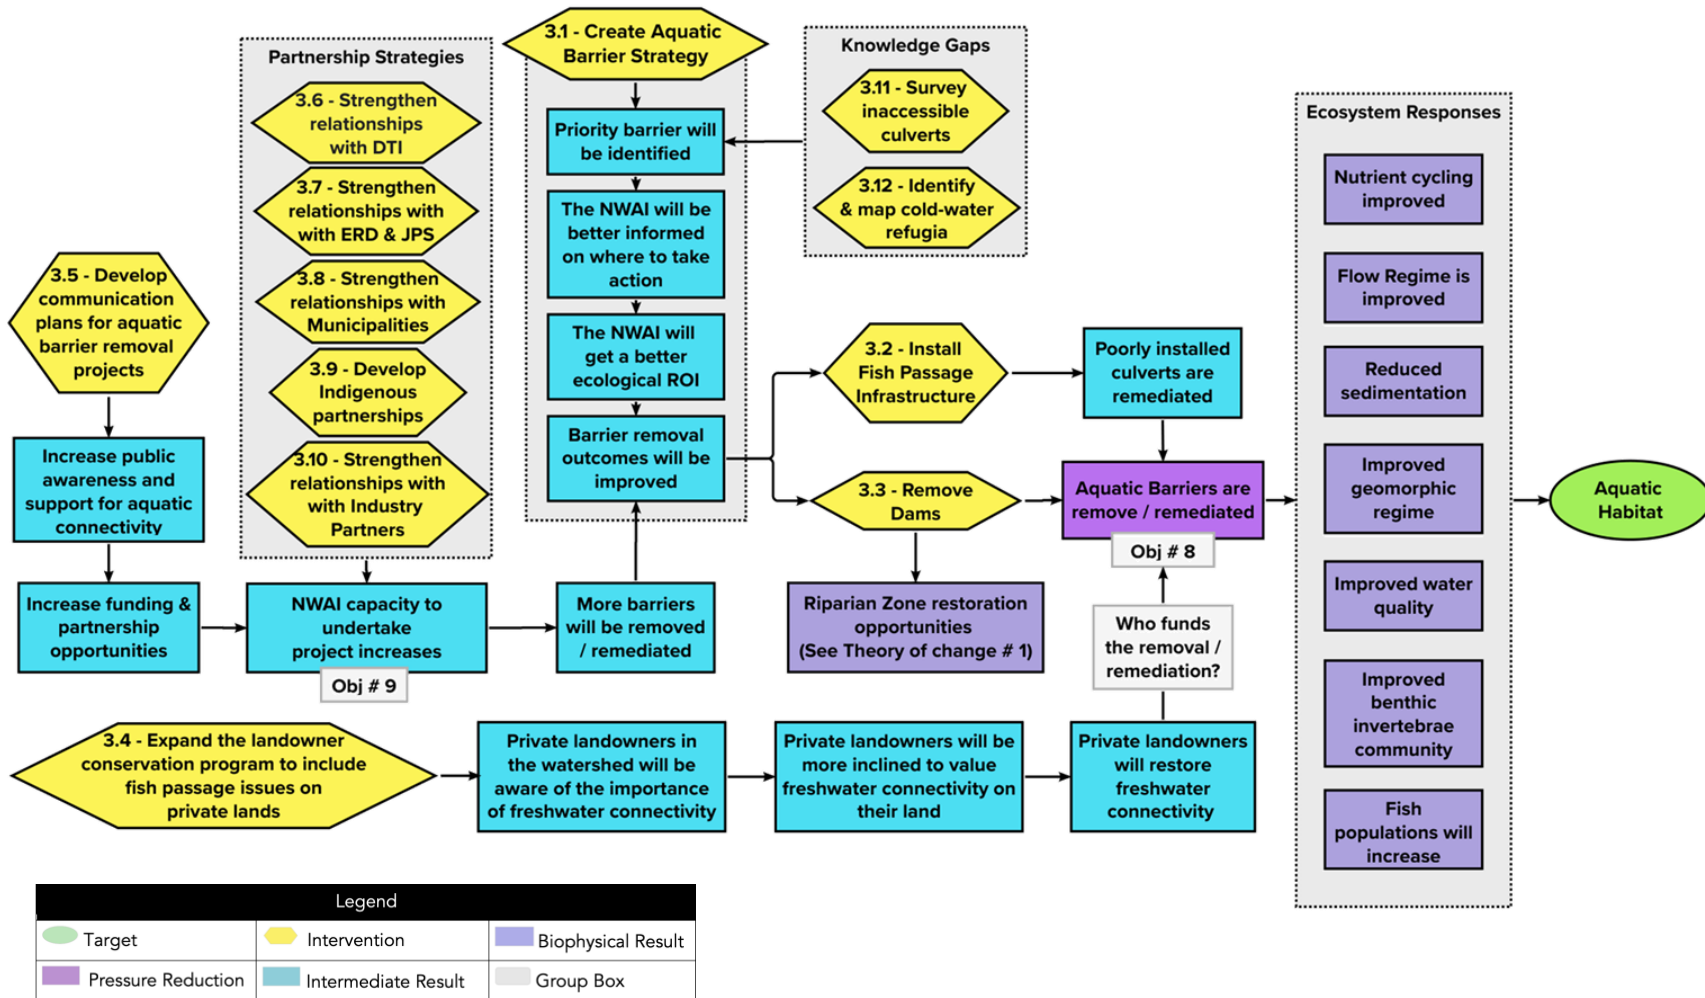 3.1 - Create Aquatic
Barrier Strategy
Partnership Strategies
3.6 - Strengthen
relationships
with DTI
3.7 - Strengthen
relationships with
with ERD & JPS
3.8 - Strengthen
relationships with
Municipalities
3.9 - Develop
Indigenous
partnerships
3.10 - Strengthen
relationships with
with Industry
Partners
Knowledge Gaps
3.11 - Survey
inaccessible
culverts
3.12 - Identify
& map cold-water
refugia
Priority barrier will
be identified
The NWAI will be
better informed
on where to take
action
The NWAI will
get a better
ecological ROI
Barrier removal
outcomes will be
improved
3.5 - Develop
communication
plans for aquatic
barrier removal
projects
Increase public
awareness and
support for aquatic
connectivity
Increase funding &
partnership
opportunities
NWAI capacity to
undertake
project increases
Obj # 9
More barriers
will be removed
/ remediated
3.2 - Install
Fish Passage
Infrastructure
Poorly installed
culverts are
remediated
3.3 - Remove
Dams
Aquatic Barriers are
remove / remediated
Obj # 8
Riparian Zone restoration
opportunities
(See Theory of change # 1)
Who funds
the removal /
remediation?
3.4 - Expand the landowner
conservation program to include
fish passage issues on
private lands
Private landowners in
the watershed will be
aware of the importance
of freshwater connectivity
Private landowners will be
more inclined to value
freshwater connectivity on
their land
Private landowners
will restore
freshwater
connectivity
Ecosystem Responses
Nutrient cycling
improved
Flow Regime is
improved
Reduced
sedimentation
Improved
geomorphic
regime
Improved water
quality
Improved
benthic
invertebrae
community
Fish
populations will
increase
Aquatic
Habitat
Legend
Target
Intervention
Biophysical Result
Pressure Reduction
Intermediate Result
Group Box